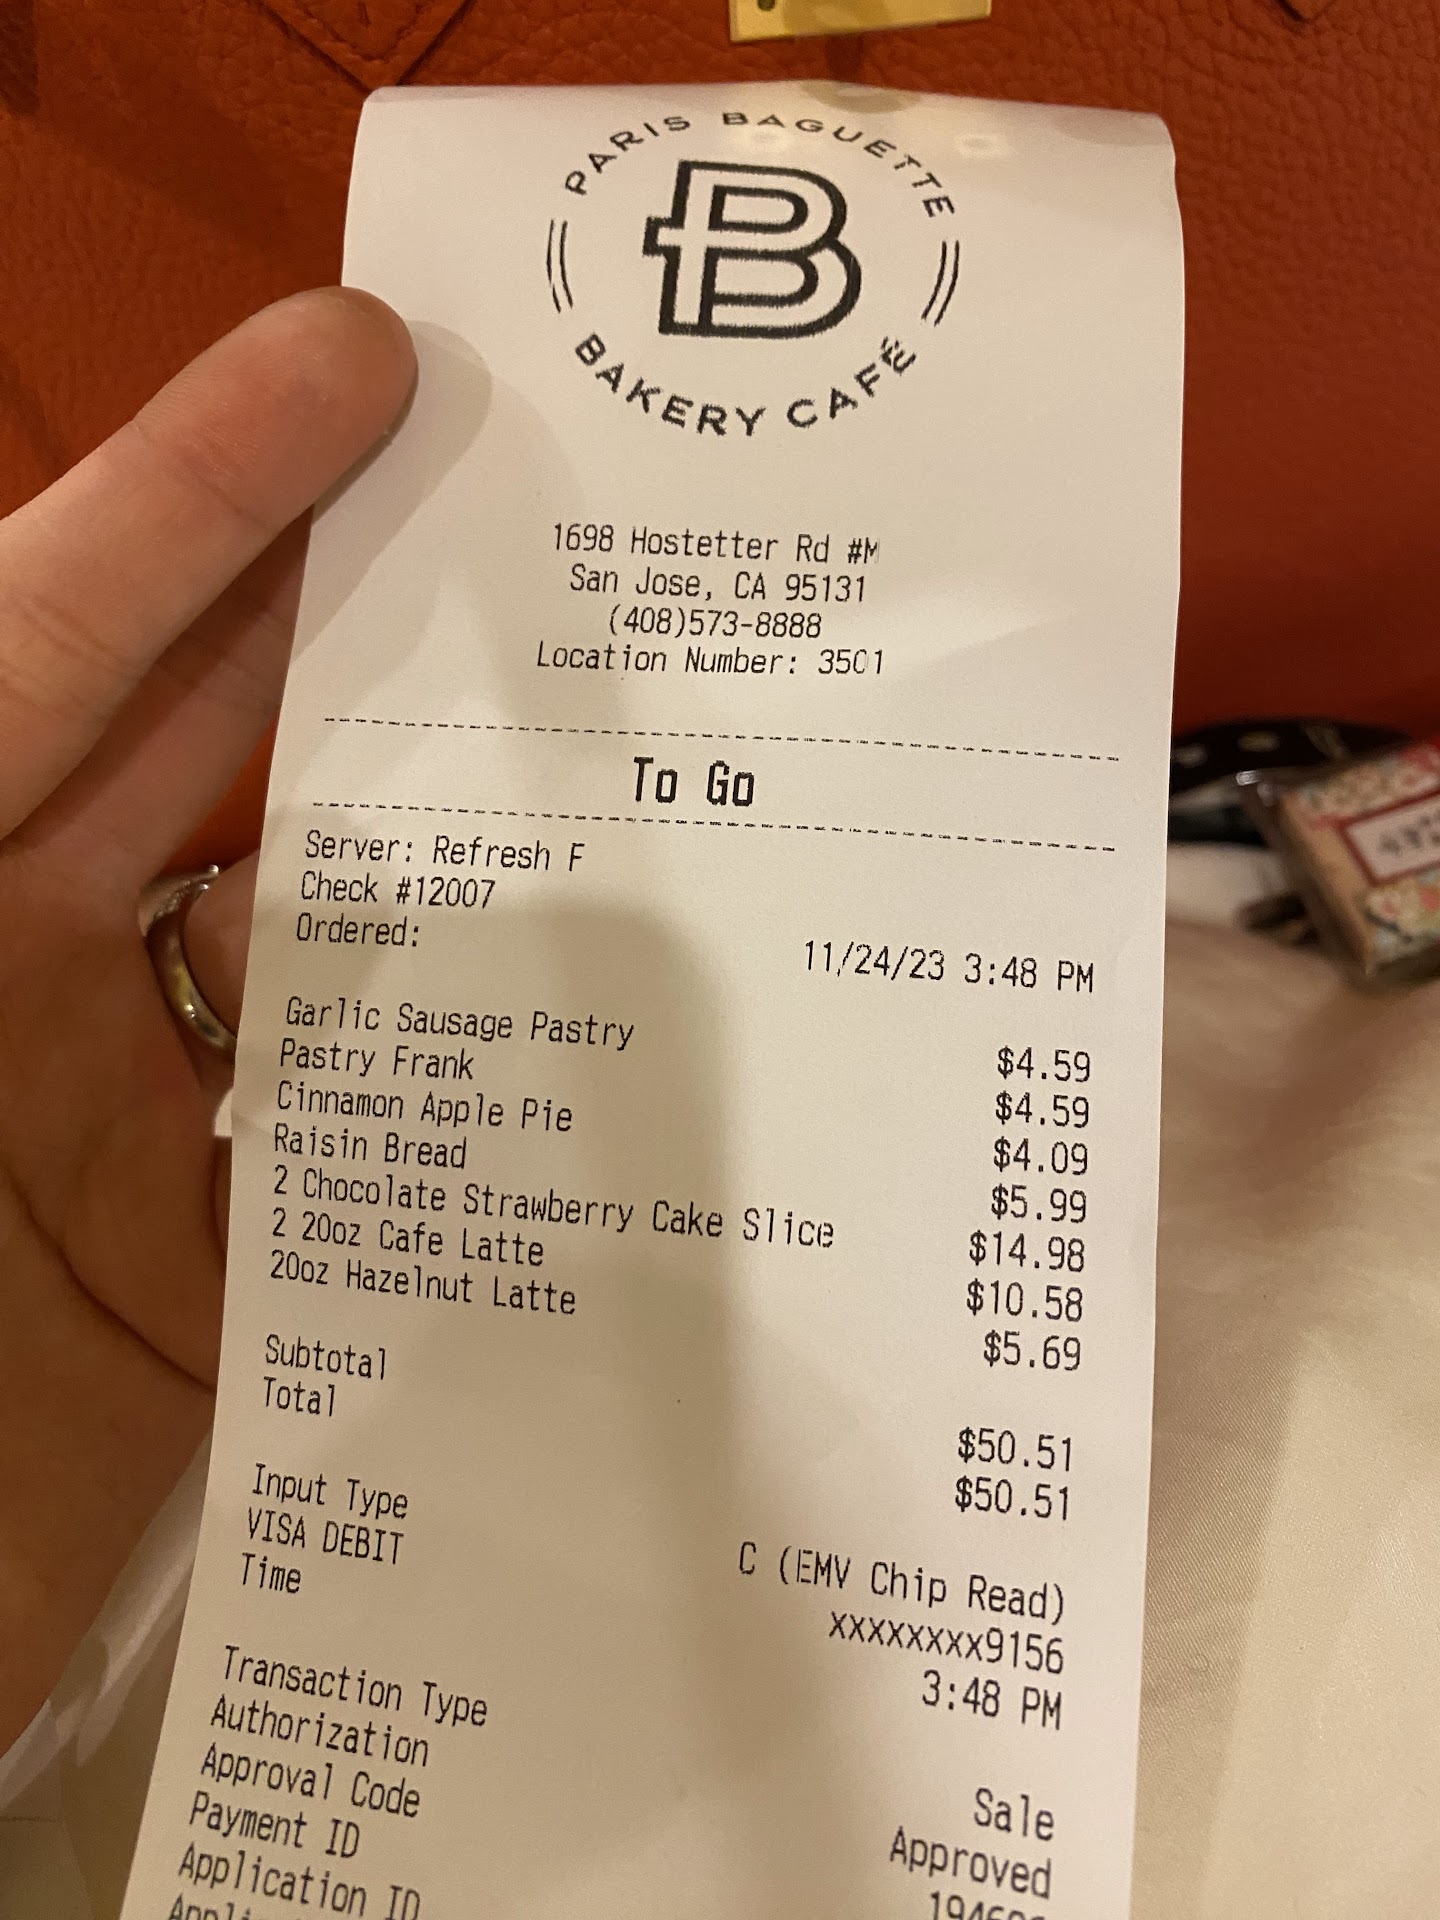 PARIS BAGUETTE
B
BAKERY CAFÉ
1698 Hostetter Rd #M
San Jose, CA 95131
(408)573-8888
Location Number: 3501
To Go
Server: Refresh F
Check #12007
Ordered: 11/24/23 3:48 PM
Garlic Sausage Pastry $4.59
Pastry Frank $4.59
Cinnamon Apple Pie $4.09
Raisin Bread $5.99
2 Chocolate Strawberry Cake Slice $14.98
2 20oz Cafe Latte $10.58
20oz Hazelnut Latte $5.69
Subtotal $50.51
Total $50.51
Input Type C (EMV Chip Read)
VISA DEBIT xxxxxxxx9156
Time 3:48 PM
Transaction Type Sale
Authorization Approved
Approval Code
Payment ID
Application ID